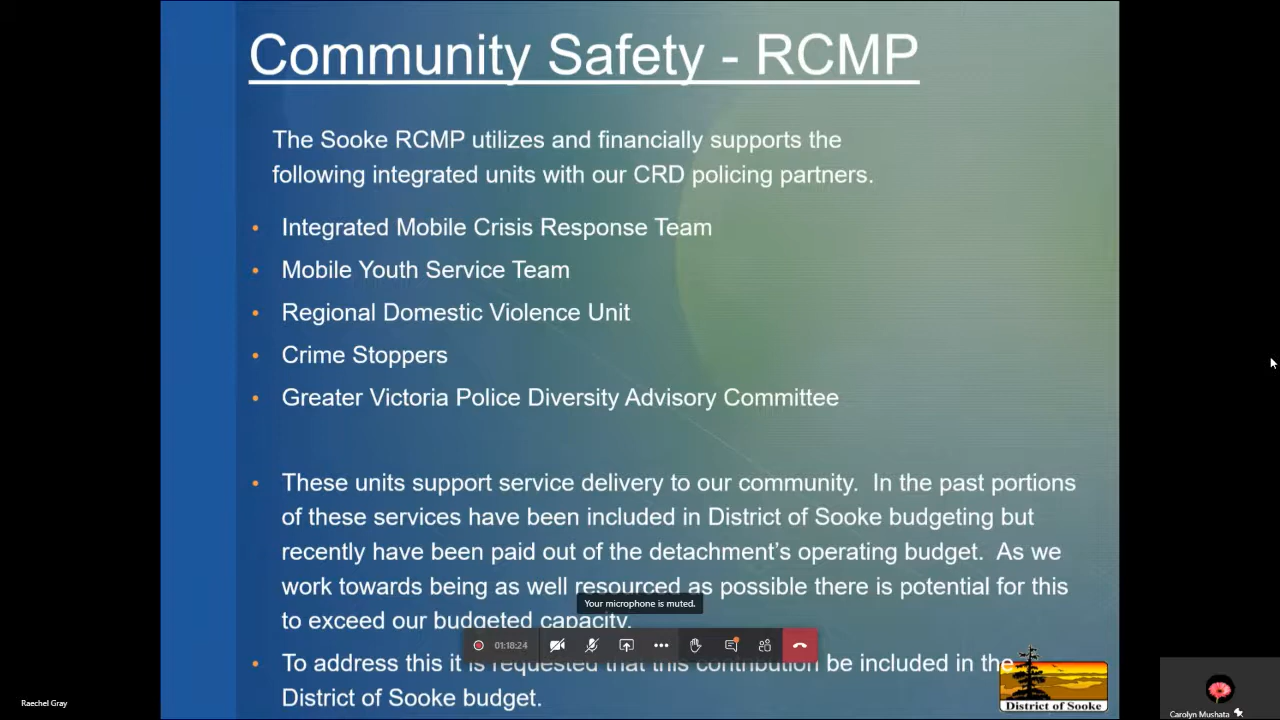 Community Safety - RCMP
The Sooke RCMP utilizes and financially supports the
following integrated units with our CRD policing partners.
• Integrated Mobile Crisis Response Team
• Mobile Youth Service Team
• Regional Domestic Violence Unit
• Crime Stoppers
• Greater Victoria Police Diversity Advisory Committee
• These units support service delivery to our community.  In the past portions
of these services have been included in District of Sooke budgeting but
recently have been paid out of the detachment's operating budget.  As we
work towards being as well resourced as possible there is potential for this
Your microphone is muted.
to exceed our budgeted capacity.
01:18:24
• To address this it is requested that this contribution be included in the
District of Sooke budget.
District of Sooke
Raechel Gray
Carolyn Mushata